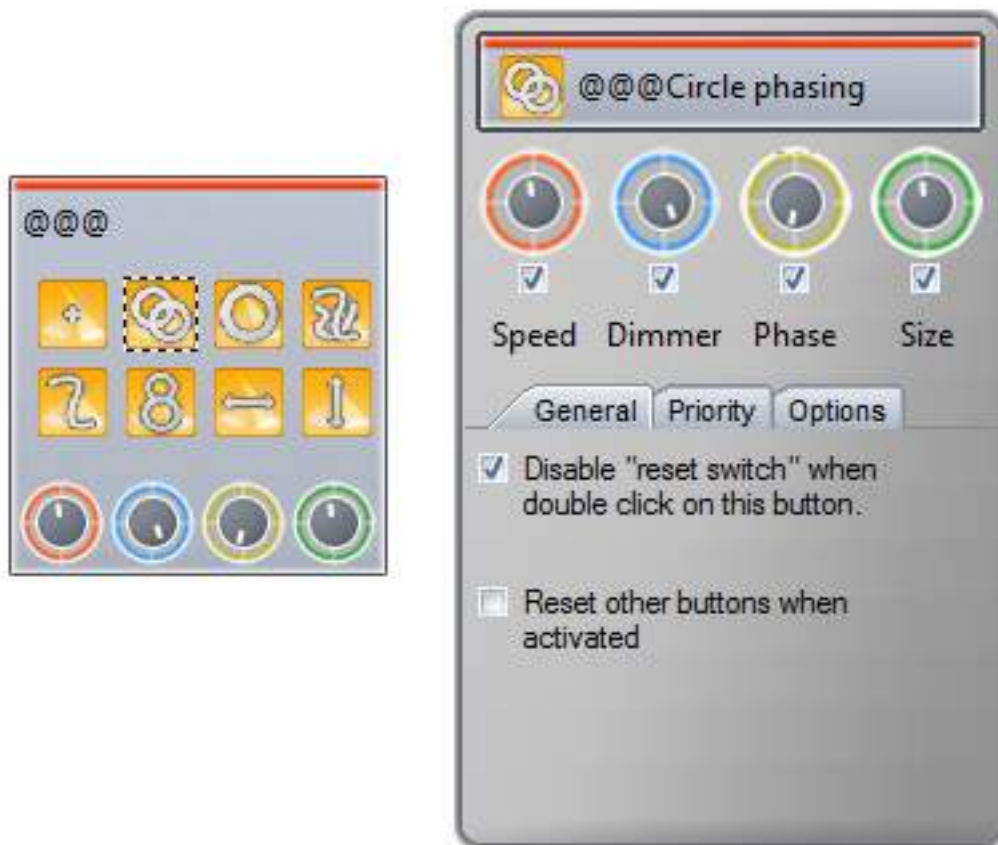 @@@
@@@Circle phasing
Speed Dimmer Phase Size
General Priority Options
Disable "reset switch" when
double click on this button.
Reset other buttons when
activated